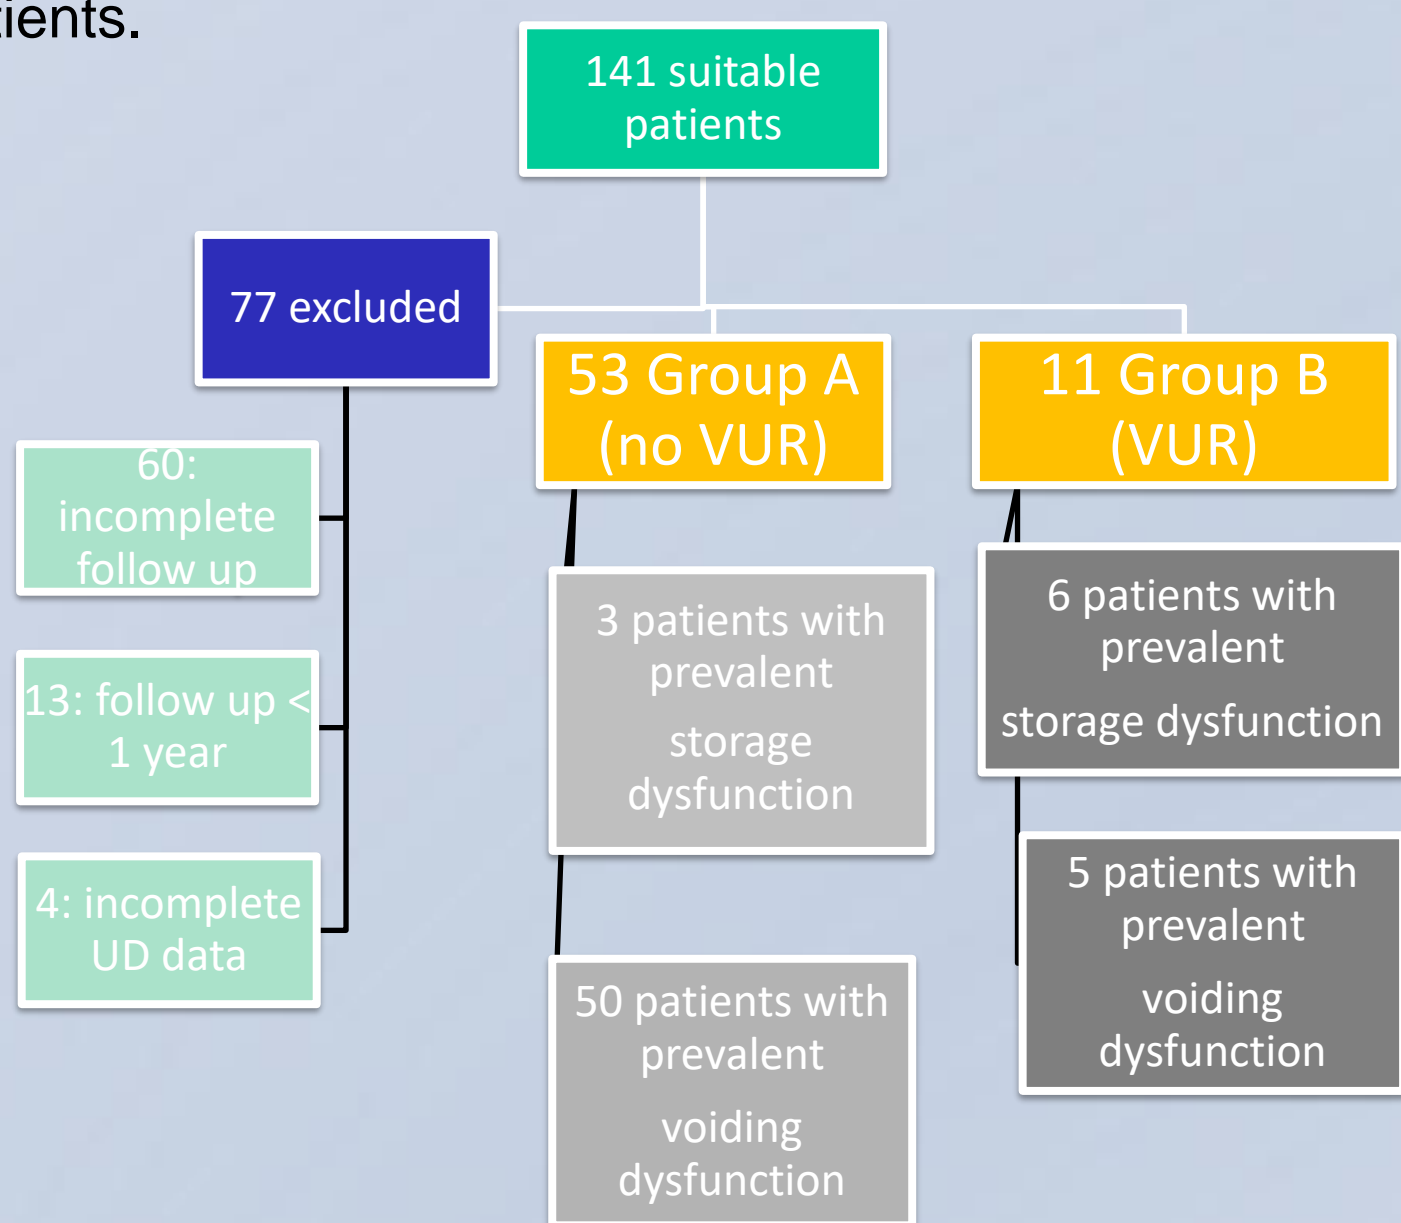 tients.
141 suitable
patients
77 excluded
60:
incomplete
follow up
13: follow up <
1 year
4: incomplete
UD data
53 Group A
(no VUR)
3 patients with
prevalent
storage
dysfunction
50 patients with
prevalent
voiding
dysfunction
11 Group B
(VUR)
6 patients with
prevalent
storage dysfunction
5 patients with
prevalent
voiding
dysfunction